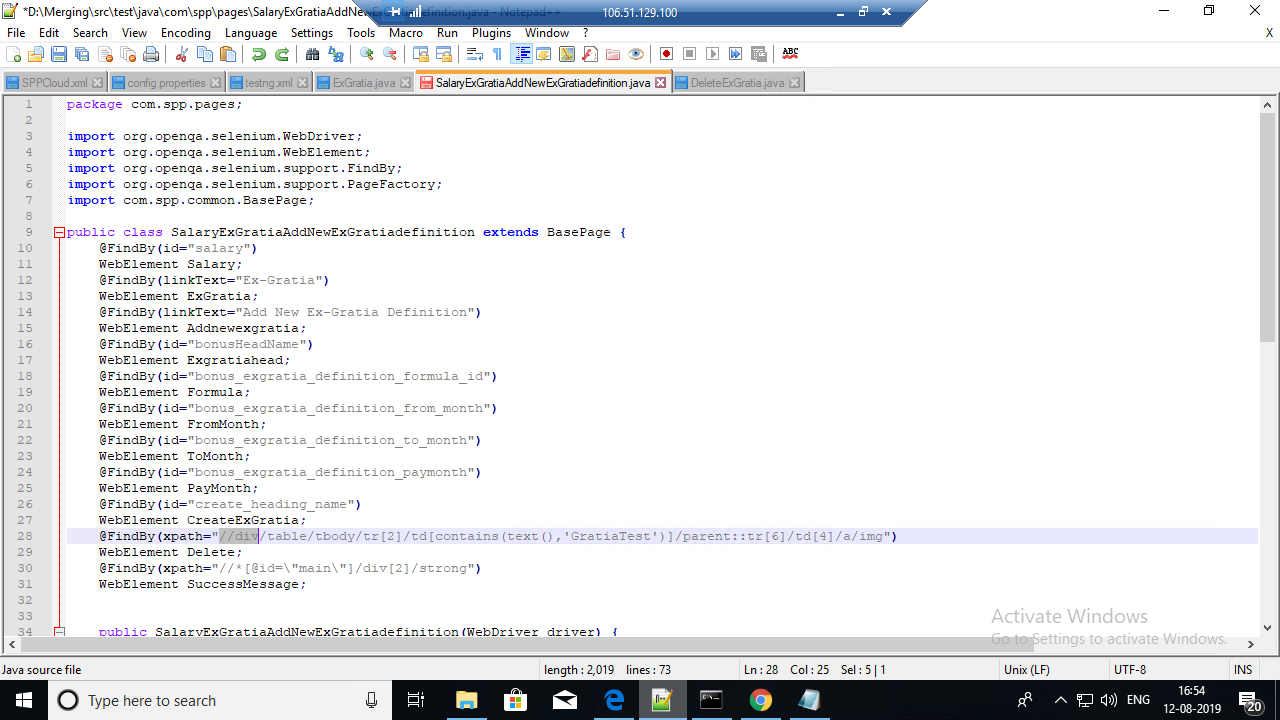 *D:\Merging\src\test\java\com\spp\pages\SalaryExGratiaAddNewExGratiadefinition.java - Notepad++
106.51.129.100
File Edit Search View Encoding Language Settings Tools Macro Run Plugins Window ? X
SPPCloud.xml config.properties testng.xml ExGratia.java SalaryExGratiaAddNewExGratiadefinition.java DeleteExGratia.java
1 package com.spp.pages;
2
3 import org.openqa.selenium.WebDriver;
4 import org.openqa.selenium.WebElement;
5 import org.openqa.selenium.support.FindBy;
6 import org.openqa.selenium.support.PageFactory;
7 import com.spp.common.BasePage;
8
9 public class SalaryExGratiaAddNewExGratiadefinition extends BasePage {
10 @FindBy(id="salary")
11 WebElement Salary;
12 @FindBy(linkText="Ex-Gratia")
13 WebElement ExGratia;
14 @FindBy(linkText="Add New Ex-Gratia Definition")
15 WebElement Addnewexgratia;
16 @FindBy(id="bonusHeadName")
17 WebElement Exgratiahead;
18 @FindBy(id="bonus_exgratia_definition_formula_id")
19 WebElement Formula;
20 @FindBy(id="bonus_exgratia_definition_from_month")
21 WebElement FromMonth;
22 @FindBy(id="bonus_exgratia_definition_to_month")
23 WebElement ToMonth;
24 @FindBy(id="bonus_exgratia_definition_paymonth")
25 WebElement PayMonth;
26 @FindBy(id="create_heading_name")
27 WebElement CreateExGratia;
28 @FindBy(xpath="//div/table/tbody/tr[2]/td[contains(text(),'GratiaTest')]/parent::tr[6]/td[4]/a/img")
29 WebElement Delete;
30 @FindBy(xpath="//*[@id=\"main\"]/div[2]/strong")
31 WebElement SuccessMessage;
32
33
34 public SalaryExGratiaAddNewExGratiadefinition(WebDriver driver) {
Activate Windows
Go to Settings to activate Windows.
Java source file length : 2,019 lines : 73 Ln : 28 Col : 25 Sel : 5 | 1 Unix (LF) UTF-8 INS
Type here to search
ENG 16:54
12-08-2019 20